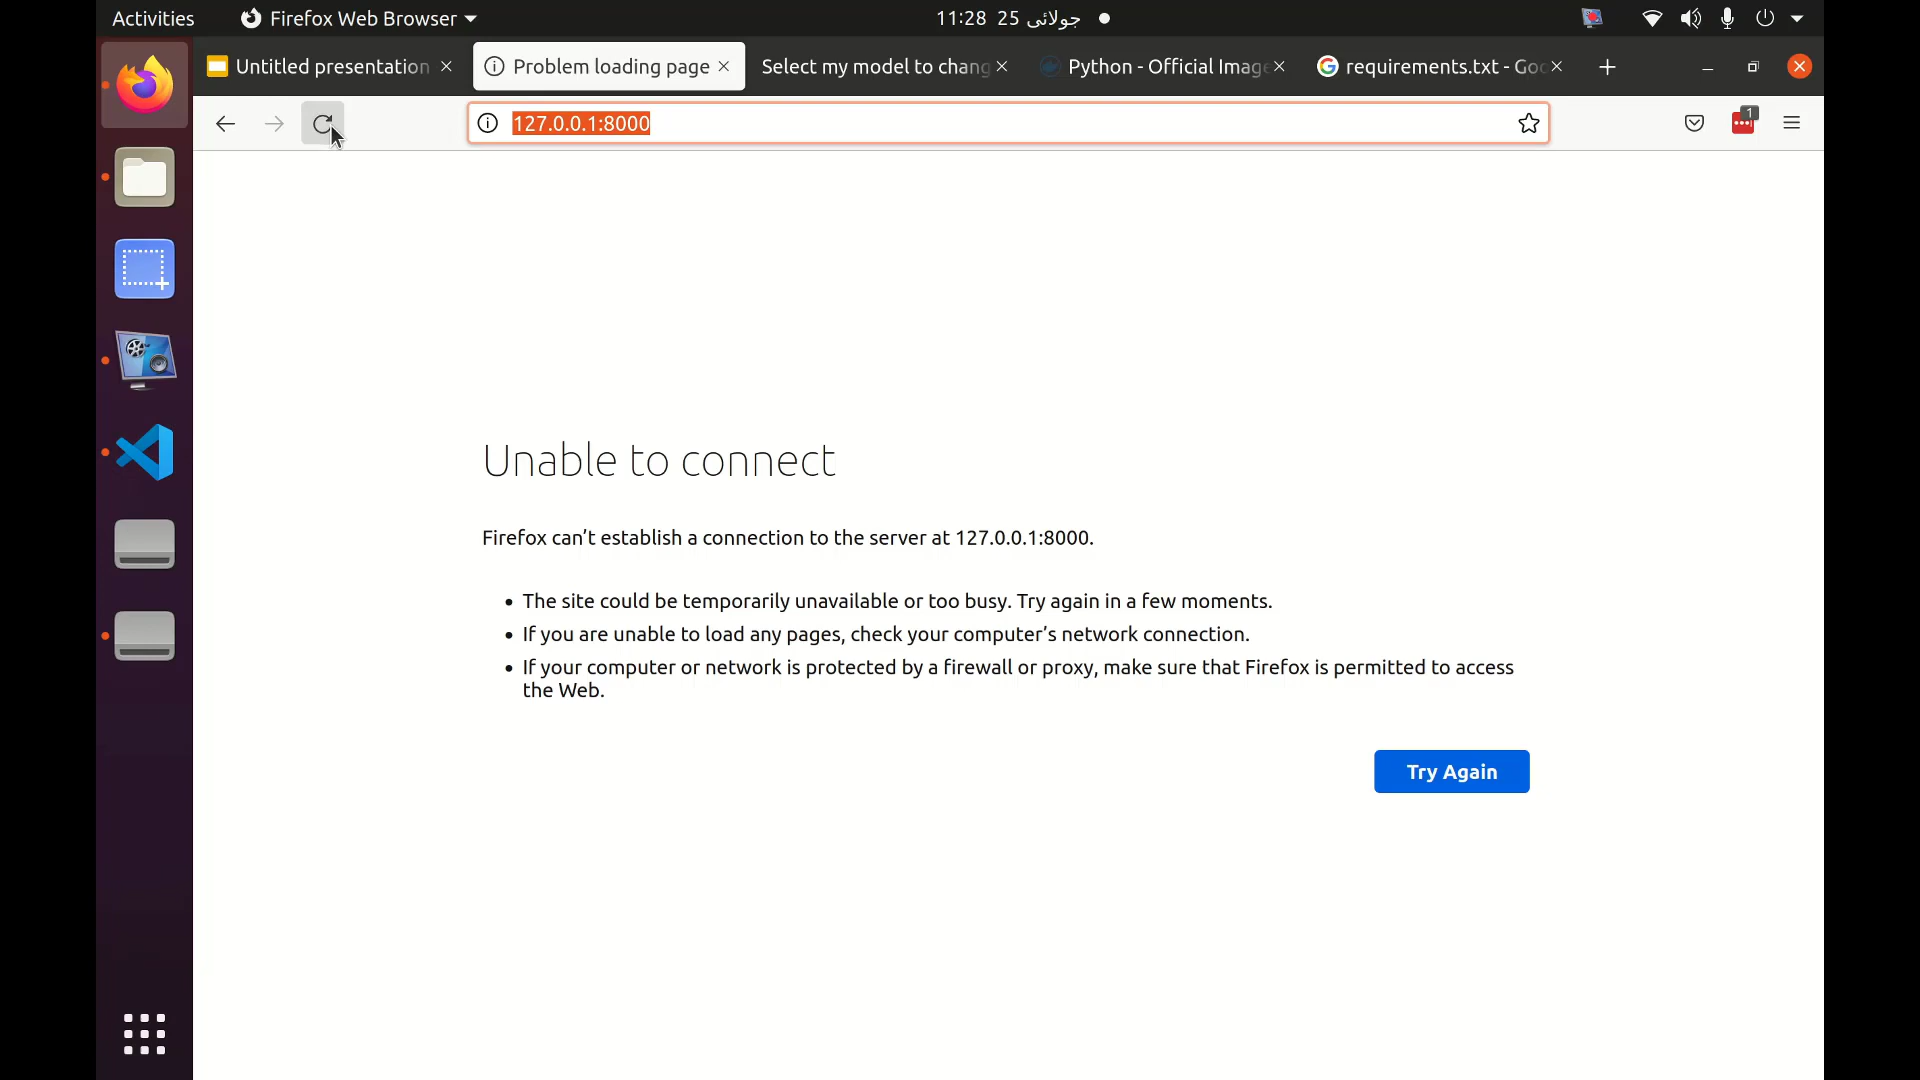 Activities
Firefox Web Browser
11:28 25 جولائی
Untitled presentation
Problem loading page
Select my model to chang
Python - Official Image
requirements.txt - Goo
127.0.0.1:8000
1
Unable to connect
Firefox can’t establish a connection to the server at 127.0.0.1:8000.
• The site could be temporarily unavailable or too busy. Try again in a few moments.
• If you are unable to load any pages, check your computer’s network connection.
• If your computer or network is protected by a firewall or proxy, make sure that Firefox is permitted to access
the Web.
Try Again